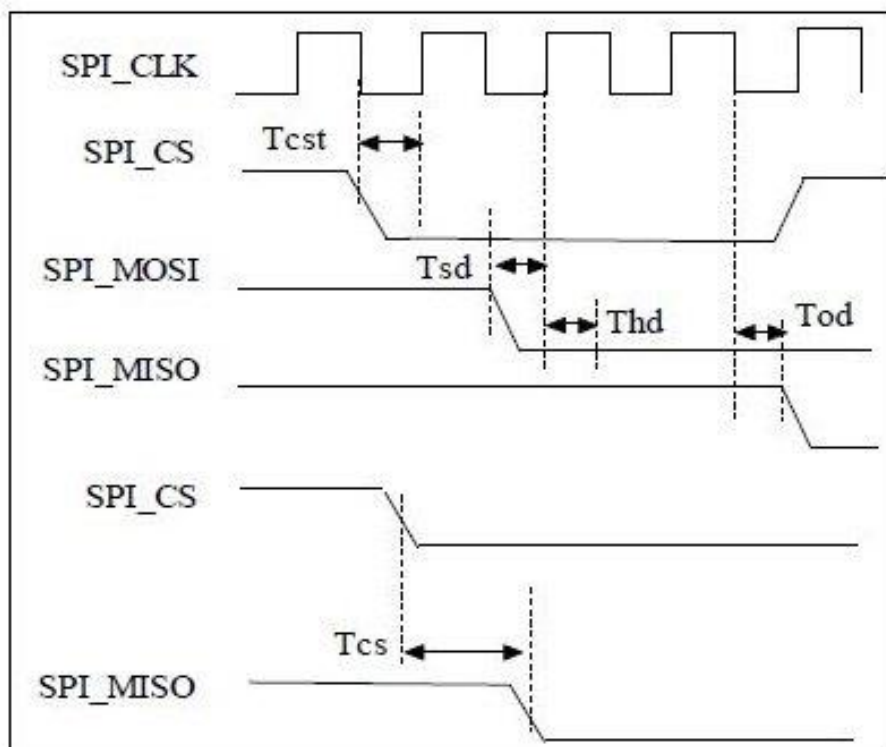 SPI_CLK
SPI_CS
Tcst
SPI_MOSI
Tsd
Thd
Tod
SPI_MISO
SPI_CS
Tcs
SPI_MISO